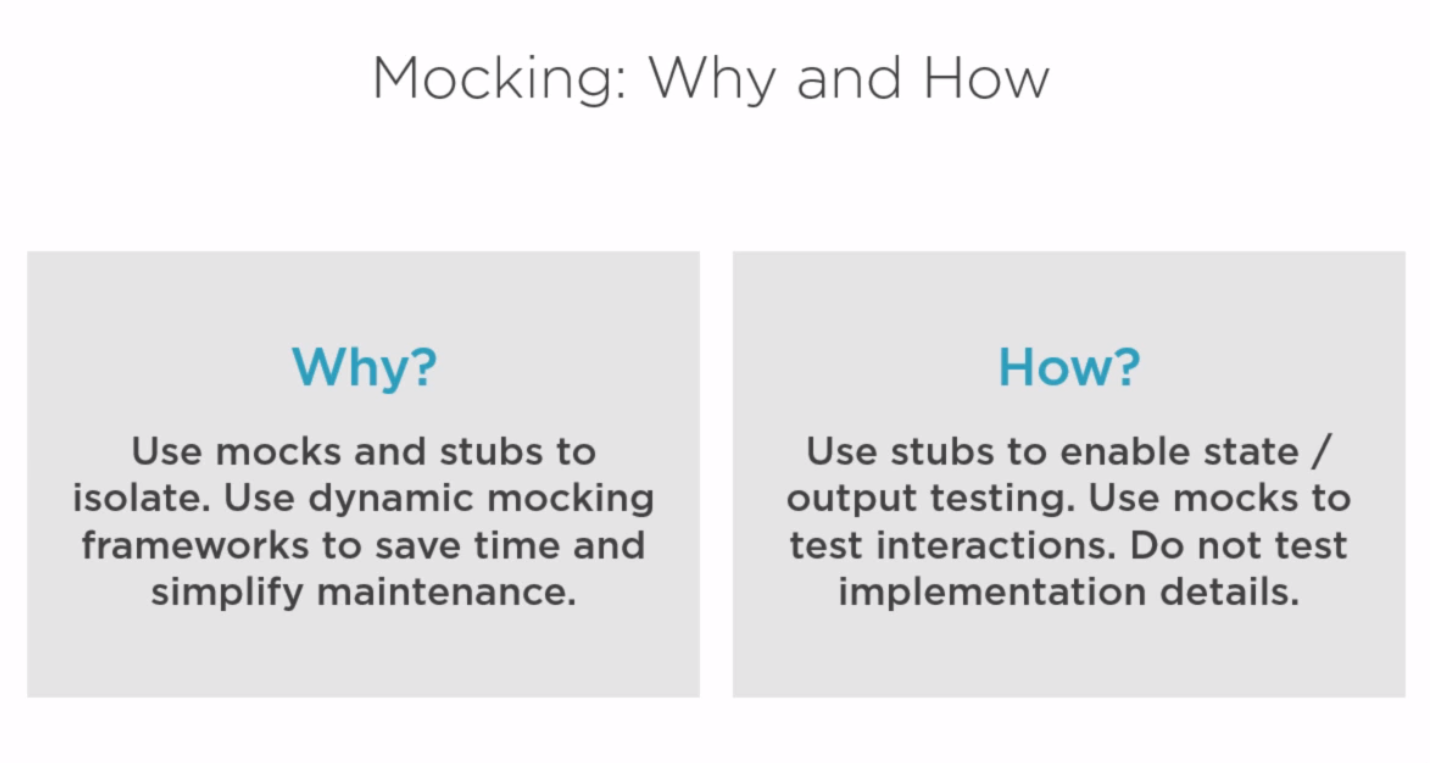 Mocking: Why and How
Why?
Use mocks and stubs to
isolate. Use dynamic mocking
frameworks to save time and
simplify maintenance.
How?
Use stubs to enable state /
output testing. Use mocks to
test interactions. Do not test
implementation details.